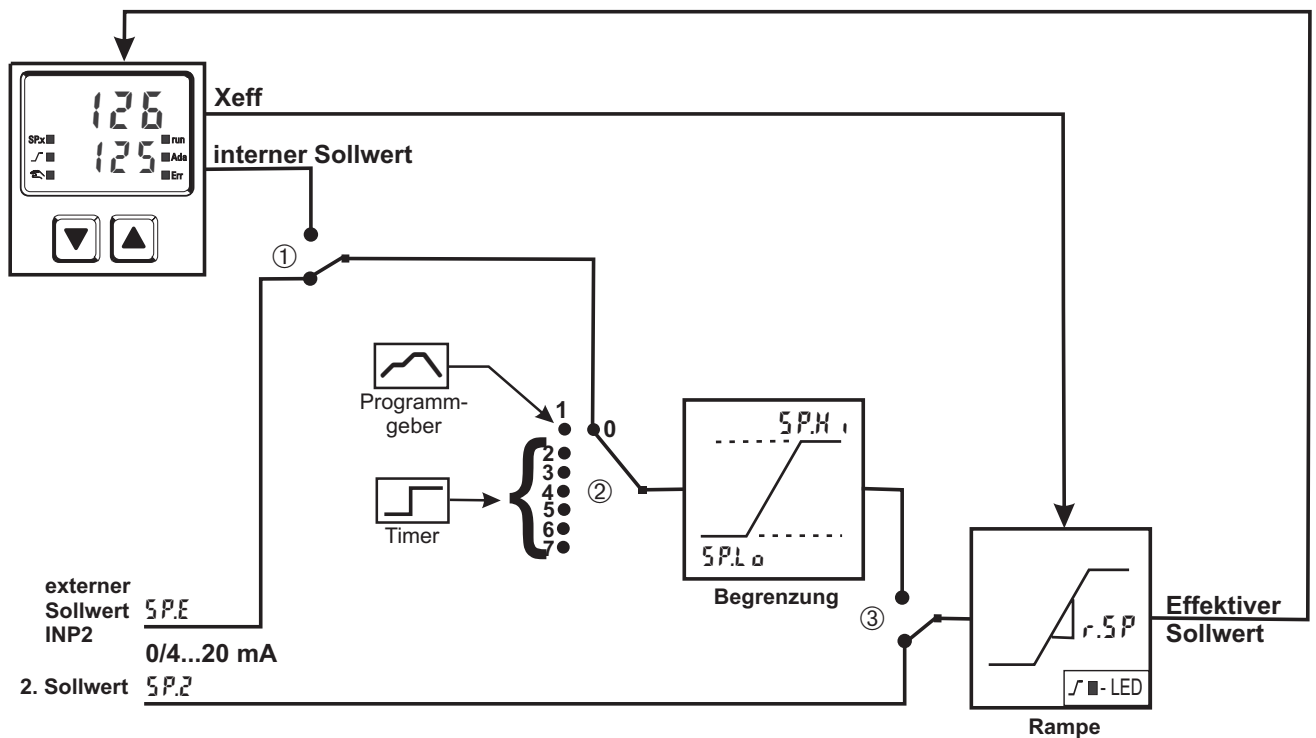 126
125
SP.x
run
Ada
Err
Xeff
interner Sollwert
①
Programm-
geber
Timer
1
0
2
3
4
5
6
7
②
SP.Hi
SP.Lo
Begrenzung
③
externer
Sollwert SP.E
INP2
0/4...20 mA
2. Sollwert SP.2
r.SP
- LED
Rampe
Effektiver
Sollwert